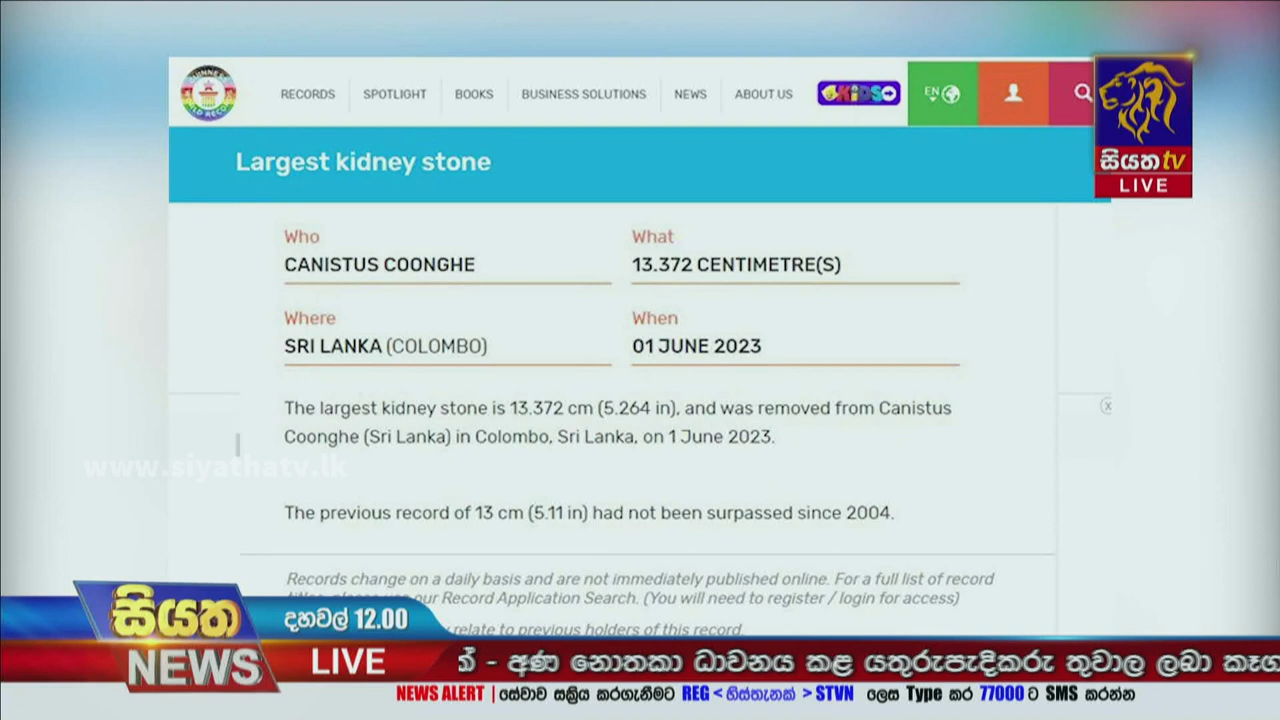 RECORDS SPOTLIGHT BOOKS BUSINESS SOLUTIONS NEWS ABOUT US KIDS EN
සියත tv
LIVE
Largest kidney stone
Who What
CANISTUS COONGHE 13.372 CENTIMETRE(S)
Where When
SRI LANKA (COLOMBO) 01 JUNE 2023
The largest kidney stone is 13.372 cm (5.264 in), and was removed from Canistus
Coonghe (Sri Lanka) in Colombo, Sri Lanka, on 1 June 2023.
www.siyathatv.lk
The previous record of 13 cm (5.11 in) had not been surpassed since 2004.
Records change on a daily basis and are not immediately published online. For a full list of record
our Record Application Search. (You will need to register / login for access)
relate to previous holders of this record.
සියත දහවල් 12.00
NEWS LIVE - අණ නොතකා ධාවනය කළ යතුරුපැදිකරු තුවාල ලබා
NEWS ALERT | සේවාව සක්‍රිය කරගැනීමට REG < හිස්තැනක් > STVN ලෙස Type කර 77000 ට SMS කරන්න